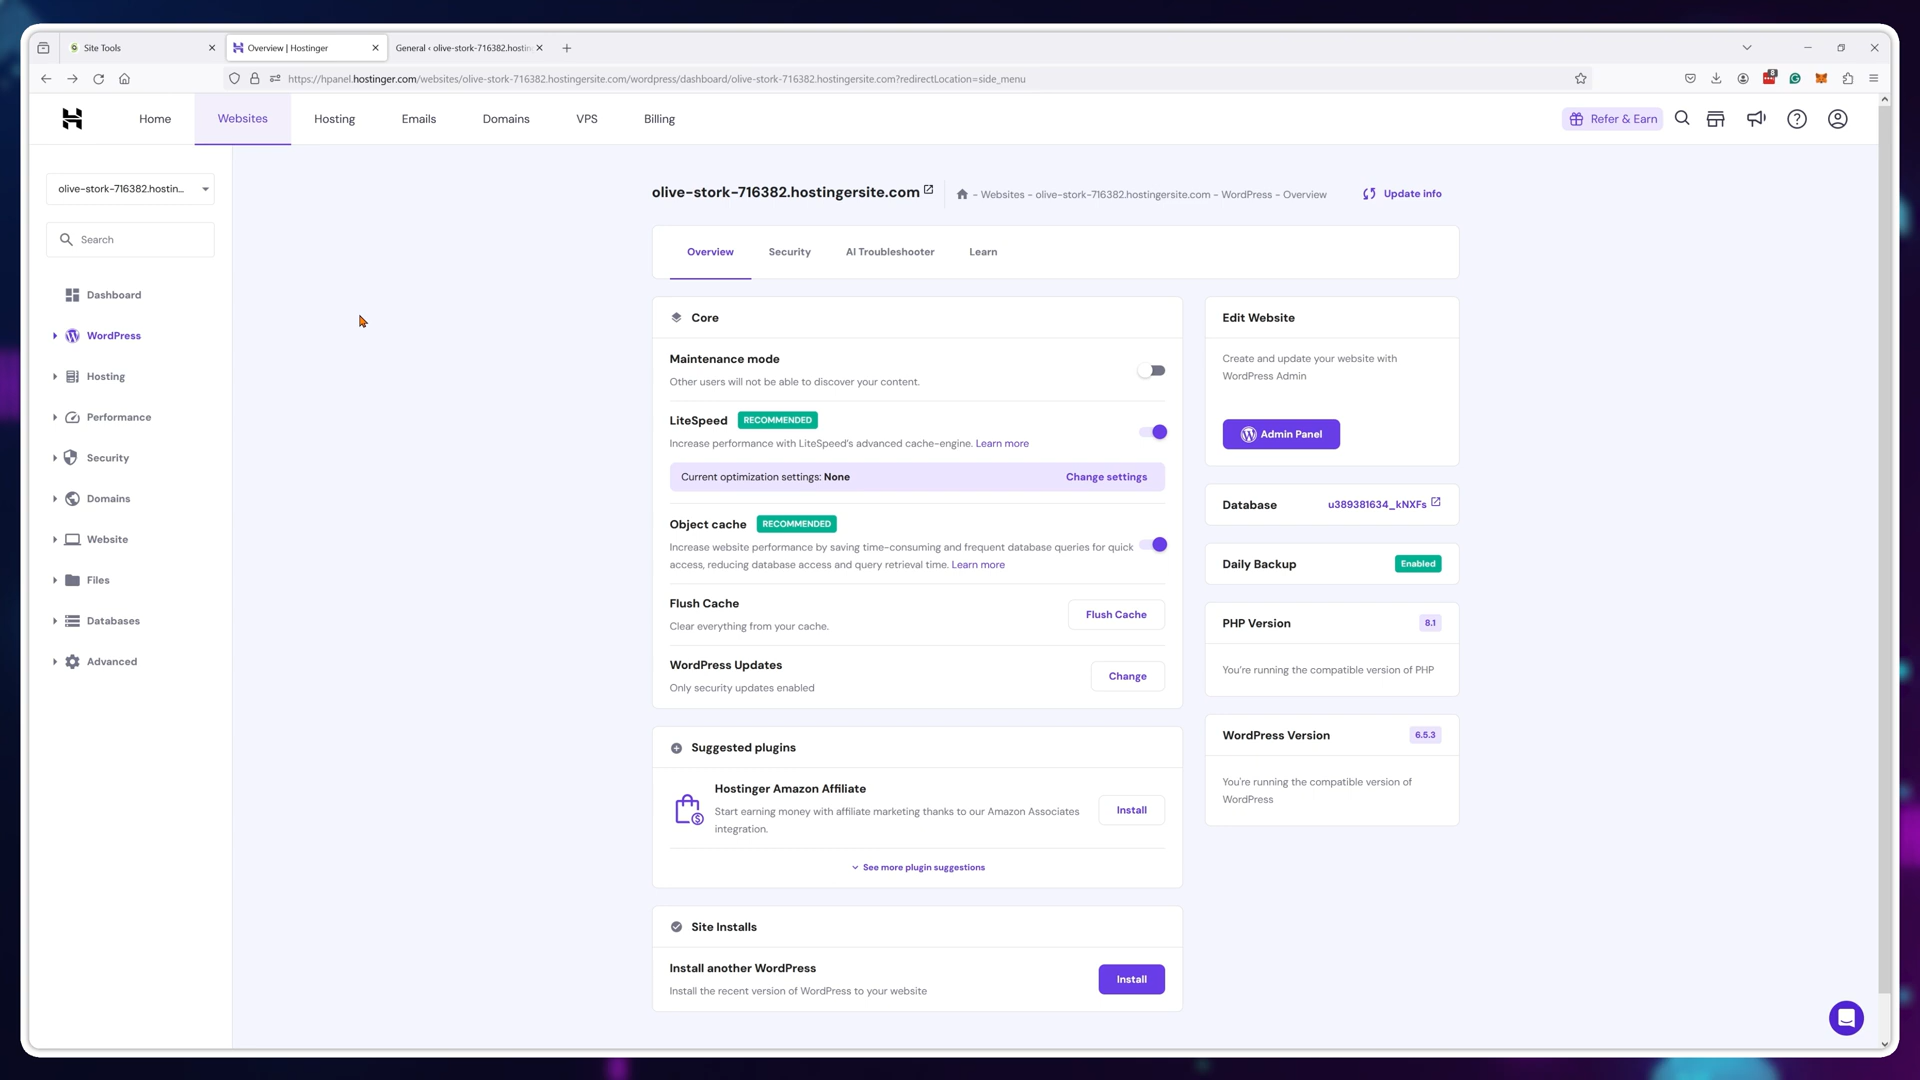 Site Tools
Overview | Hostinger
General ‹ olive-stork-716382.hostin
8
https://hpanel.hostinger.com/websites/olive-stork-716382.hostingersite.com/wordpress/dashboard/olive-stork-716382.hostingersite.com?redirectLocation=side_menu
Home
Websites
Hosting
Emails
Domains
VPS
Billing
Refer & Earn
olive-stork-716382.hostin...
Search
Dashboard
WordPress
Hosting
Performance
Security
Domains
Website
Files
Databases
Advanced
olive-stork-716382.hostingersite.com
- Websites - olive-stork-716382.hostingersite.com - WordPress - Overview
Update info
Overview
Security
AI Troubleshooter
Learn
Core
Maintenance mode
Other users will not be able to discover your content.
LiteSpeed RECOMMENDED
Increase performance with LiteSpeed's advanced cache-engine. Learn more
Current optimization settings: None
Change settings
Object cache RECOMMENDED
Increase website performance by saving time-consuming and frequent database queries for quick
access, reducing database access and query retrieval time. Learn more
Flush Cache
Clear everything from your cache.
Flush Cache
WordPress Updates
Only security updates enabled
Change
Suggested plugins
Hostinger Amazon Affiliate
Start earning money with affiliate marketing thanks to our Amazon Associates
integration.
Install
See more plugin suggestions
Site Installs
Install another WordPress
Install the recent version of WordPress to your website
Install
Edit Website
Create and update your website with
WordPress Admin
Admin Panel
Database
u389381634_kNXFs
Daily Backup
Enabled
PHP Version
8.1
You're running the compatible version of PHP
WordPress Version
6.5.3
You're running the compatible version of
WordPress